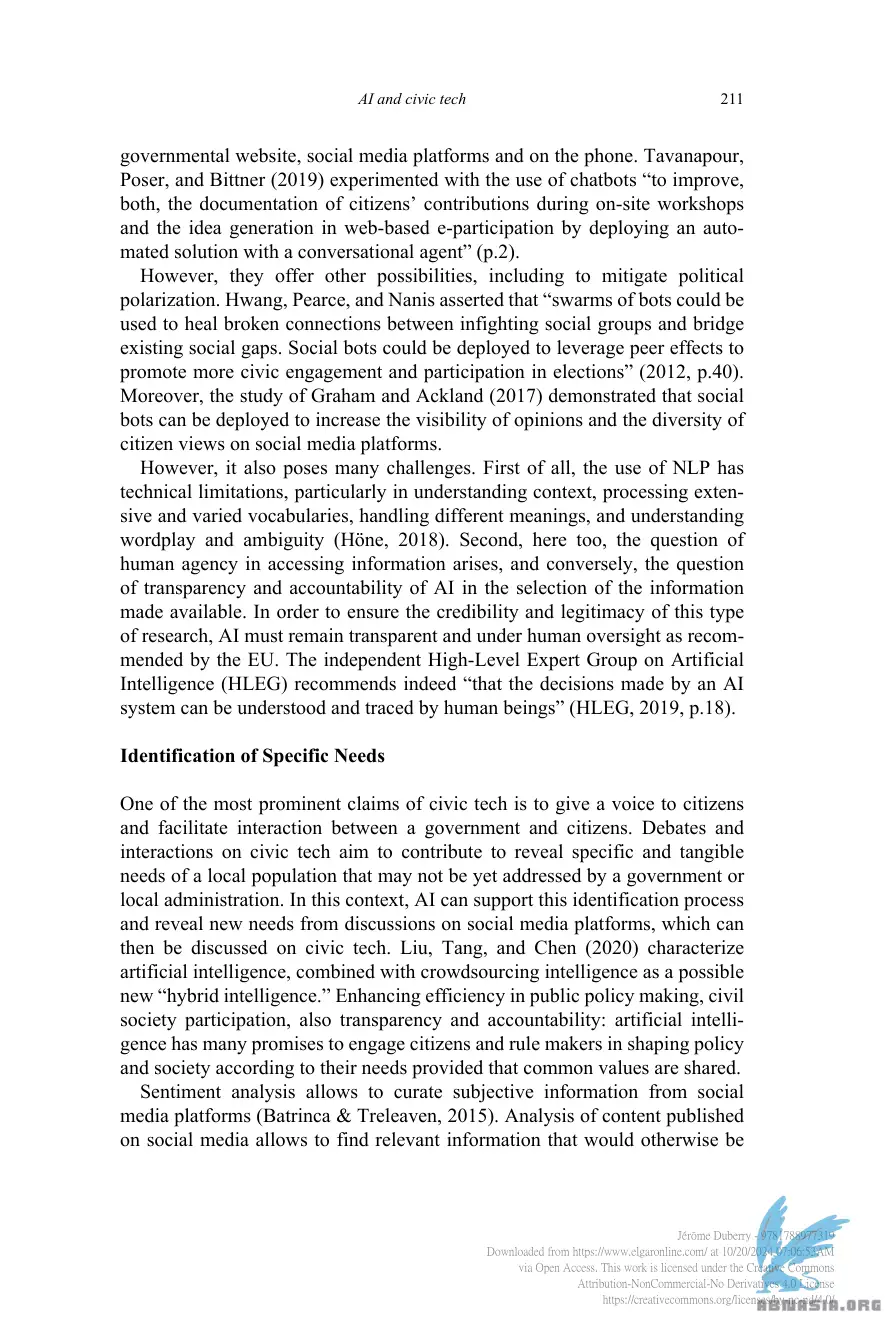 AI and civic tech 211
governmental website, social media platforms and on the phone. Tavanapour,
Poser, and Bittner (2019) experimented with the use of chatbots “to improve,
both, the documentation of citizens’ contributions during on-site workshops
and the idea generation in web-based e-participation by deploying an auto-
mated solution with a conversational agent” (p.2).
However, they offer other possibilities, including to mitigate political
polarization. Hwang, Pearce, and Nanis asserted that “swarms of bots could be
used to heal broken connections between infighting social groups and bridge
existing social gaps. Social bots could be deployed to leverage peer effects to
promote more civic engagement and participation in elections” (2012, p.40).
Moreover, the study of Graham and Ackland (2017) demonstrated that social
bots can be deployed to increase the visibility of opinions and the diversity of
citizen views on social media platforms.
However, it also poses many challenges. First of all, the use of NLP has
technical limitations, particularly in understanding context, processing exten-
sive and varied vocabularies, handling different meanings, and understanding
wordplay and ambiguity (Höne, 2018). Second, here too, the question of
human agency in accessing information arises, and conversely, the question
of transparency and accountability of AI in the selection of the information
made available. In order to ensure the credibility and legitimacy of this type
of research, AI must remain transparent and under human oversight as recom-
mended by the EU. The independent High-Level Expert Group on Artificial
Intelligence (HLEG) recommends indeed “that the decisions made by an AI
system can be understood and traced by human beings” (HLEG, 2019, p.18).
Identification of Specific Needs
One of the most prominent claims of civic tech is to give a voice to citizens
and facilitate interaction between a government and citizens. Debates and
interactions on civic tech aim to contribute to reveal specific and tangible
needs of a local population that may not be yet addressed by a government or
local administration. In this context, AI can support this identification process
and reveal new needs from discussions on social media platforms, which can
then be discussed on civic tech. Liu, Tang, and Chen (2020) characterize
artificial intelligence, combined with crowdsourcing intelligence as a possible
new “hybrid intelligence.” Enhancing efficiency in public policy making, civil
society participation, also transparency and accountability: artificial intelli-
gence has many promises to engage citizens and rule makers in shaping policy
and society according to their needs provided that common values are shared.
Sentiment analysis allows to curate subjective information from social
media platforms (Batrinca & Treleaven, 2015). Analysis of content published
on social media allows to find relevant information that would otherwise be
Jérôme Duberry - 9781788977319
Downloaded from https://www.elgaronline.com/ at 10/20/2024 07:06:53AM
via Open Access. This work is licensed under the Creative Commons
Attribution-NonCommercial-No Derivatives 4.0 License
https://creativecommons.org/licenses/by-nc-nd/4.0/
ABTWASIA.ORG